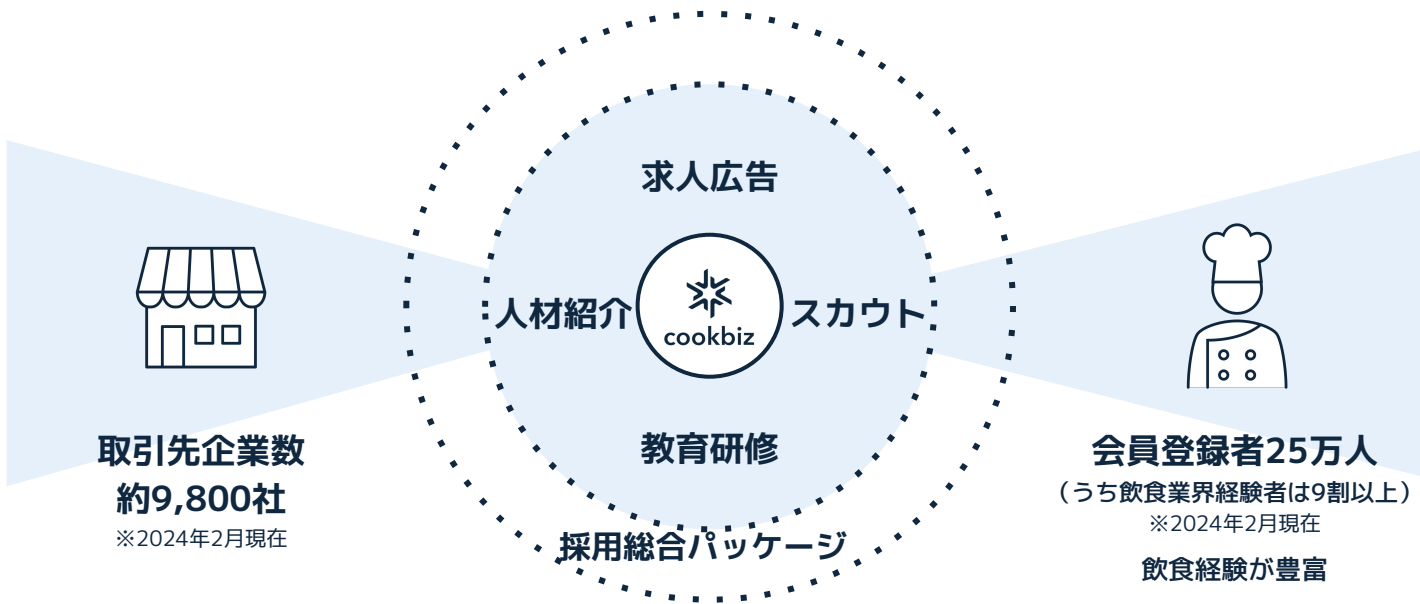 求人広告
人材紹介
cookbiz
スカウト
教育研修
採用総合パッケージ
取引先企業数
約9,800社
※2024年2月現在
会員登録者25万人
（うち飲食業界経験者は9割以上）
※2024年2月現在
飲食経験が豊富